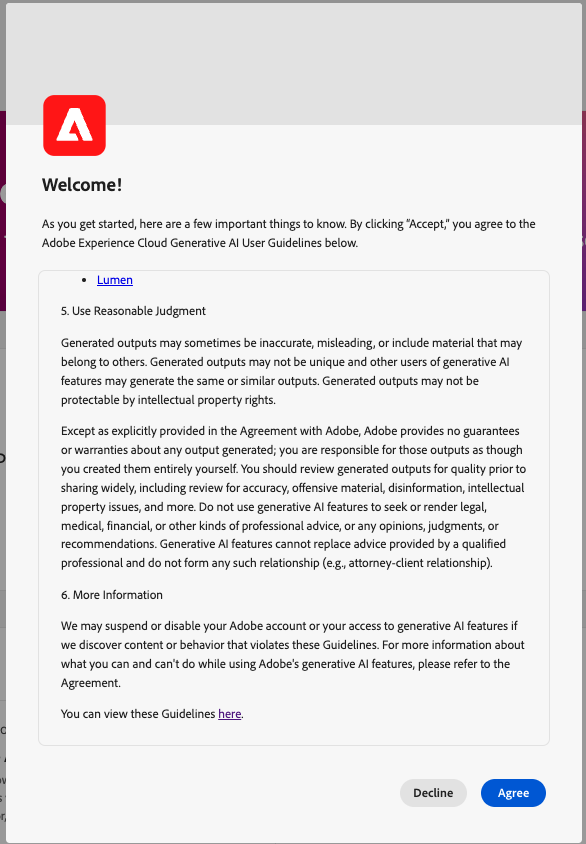 Welcome!
As you get started, here are a few important things to know. By clicking “Accept,” you agree to the
Adobe Experience Cloud Generative AI User Guidelines below.
• Lumen
5. Use Reasonable Judgment
Generated outputs may sometimes be inaccurate, misleading, or include material that may
belong to others. Generated outputs may not be unique and other users of generative AI
features may generate the same or similar outputs. Generated outputs may not be
protectable by intellectual property rights.
Except as explicitly provided in the Agreement with Adobe, Adobe provides no guarantees
or warranties about any output generated; you are responsible for those outputs as though
you created them entirely yourself. You should review generated outputs for quality prior to
sharing widely, including review for accuracy, offensive material, disinformation, intellectual
property issues, and more. Do not use generative AI features to seek or render legal,
medical, financial, or other kinds of professional advice, or any opinions, judgments, or
recommendations. Generative AI features cannot replace advice provided by a qualified
professional and do not form any such relationship (e.g., attorney-client relationship).
6. More Information
We may suspend or disable your Adobe account or your access to generative AI features if
we discover content or behavior that violates these Guidelines. For more information about
what you can and can't do while using Adobe's generative AI features, please refer to the
Agreement.
You can view these Guidelines here.
Decline
Agree